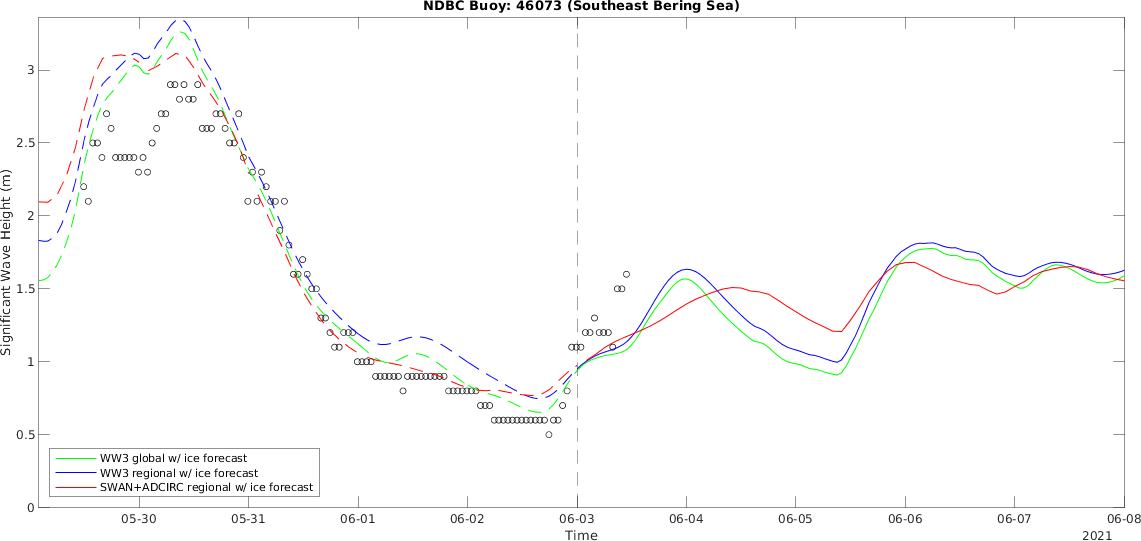 NDBC Buoy: 46073 (Southeast Bering Sea)
Significant Wave Height (m)
3
2.5
2
1.5
1
0.5
0
WW3 global w/ ice forecast
WW3 regional w/ ice forecast
SWAN+ADCIRC regional w/ ice forecast
05-30 05-31 06-01 06-02 06-03 06-04 06-05 06-06 06-07 06-08
Time
2021